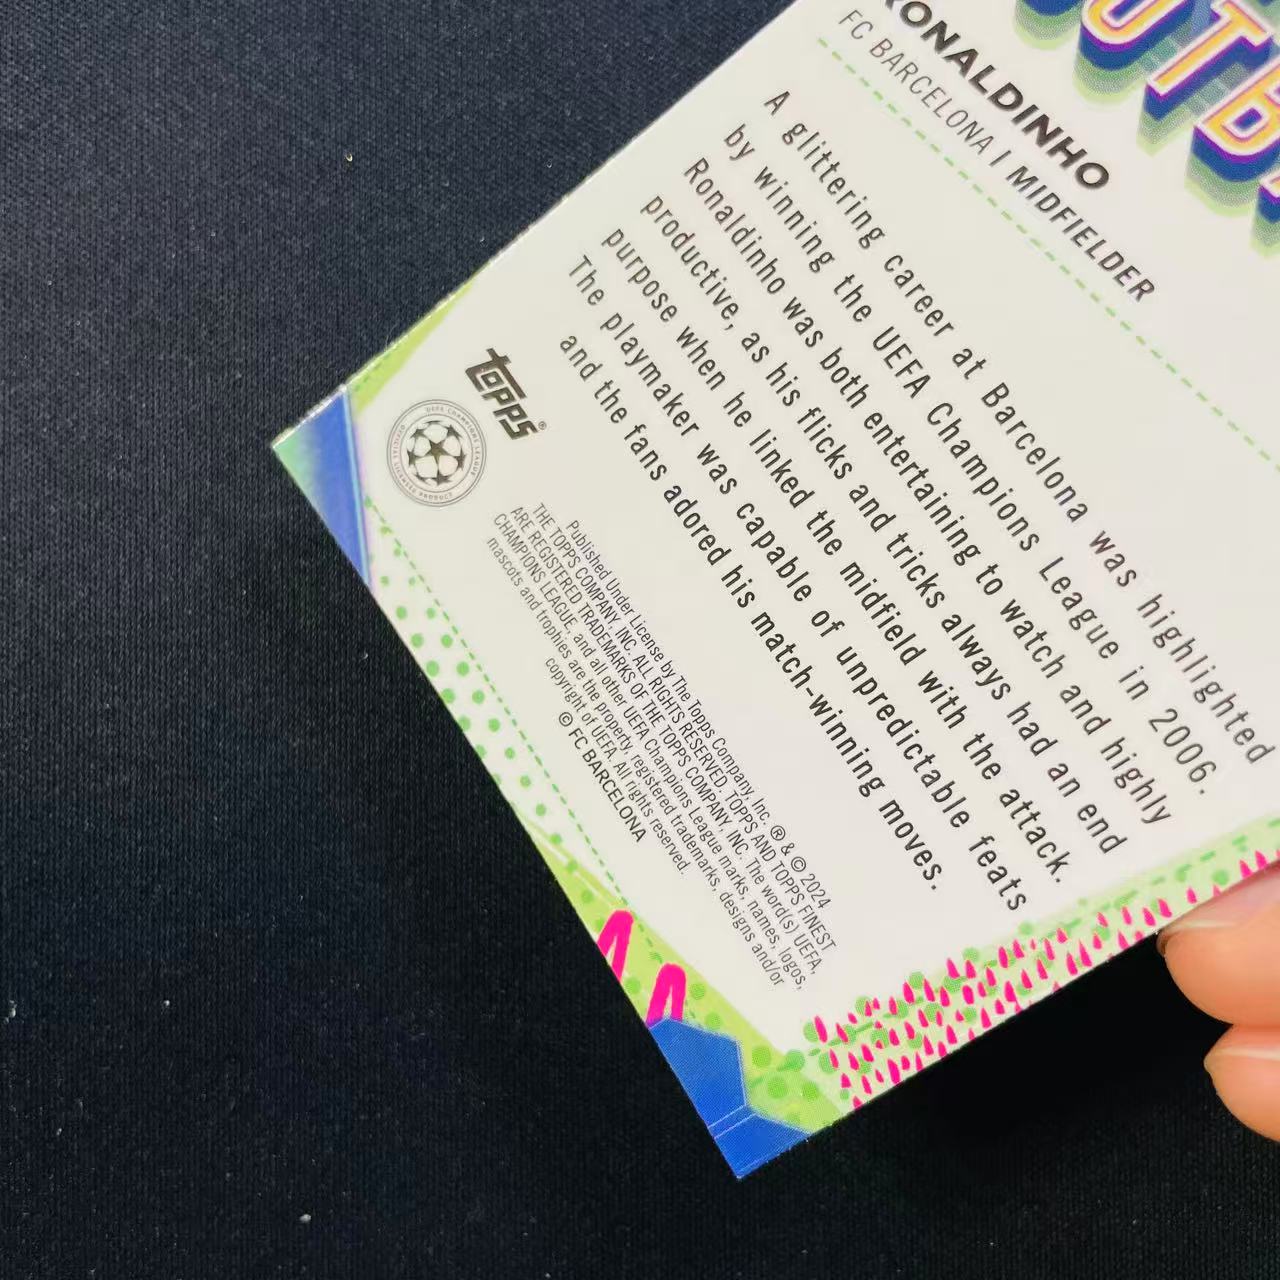 RONALDINHO
FC BARCELONA | MIDFIELDER
A glittering career at Barcelona was highlighted
by winning the UEFA Champions League in 2006.
Ronaldinho was both entertaining to watch and highly
productive, as his flicks and tricks always had an end
purpose when he linked the midfield with the attack.
The playmaker was capable of unpredictable feats
and the fans adored his match-winning moves.
topps®
UEFA CHAMPIONS LEAGUE
OFFICIAL LICENSED PRODUCT
Published Under License by The Topps Company, Inc. ® & © 2024
THE TOPPS COMPANY, INC. ALL RIGHTS RESERVED. TOPPS AND TOPPS FINEST
ARE REGISTERED TRADEMARKS OF THE TOPPS COMPANY, INC. The word(s) UEFA,
CHAMPIONS LEAGUE, and all other UEFA Champions League marks, names, logos,
mascots and trophies are the property, registered trademarks, designs and/or
copyright of UEFA. All rights reserved.
© FC BARCELONA